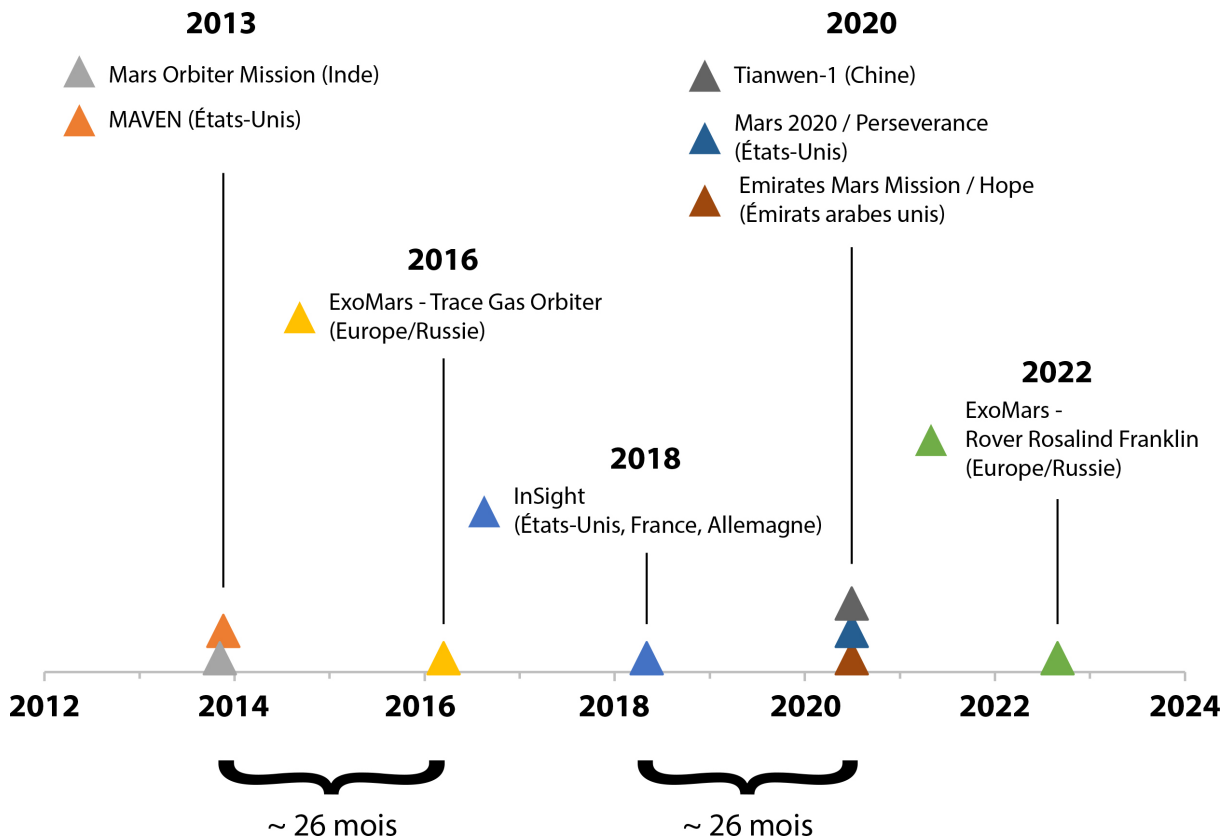 2013
Mars Orbiter Mission (Inde)
MAVEN (États-Unis)
2020
Tianwen-1 (Chine)
Mars 2020 / Perseverance
(États-Unis)
Emirates Mars Mission / Hope
(Émirats arabes unis)
2016
ExoMars - Trace Gas Orbiter
(Europe/Russie)
2022
ExoMars -
Rover Rosalind Franklin
(Europe/Russie)
2018
InSight
(États-Unis, France, Allemagne)
2012 2014 2016 2018 2020 2022 2024
~ 26 mois ~ 26 mois